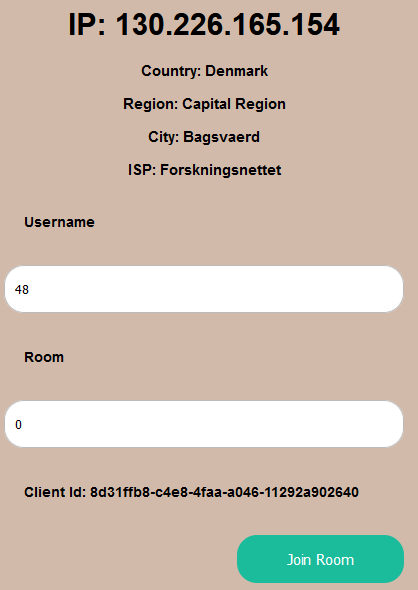 IP: 130.226.165.154
Country: Denmark
Region: Capital Region
City: Bagsvaerd
ISP: Forskningsnettet
Username
48
Room
0
Client Id: 8d31ffb8-c4e8-4faa-a046-11292a902640
Join Room